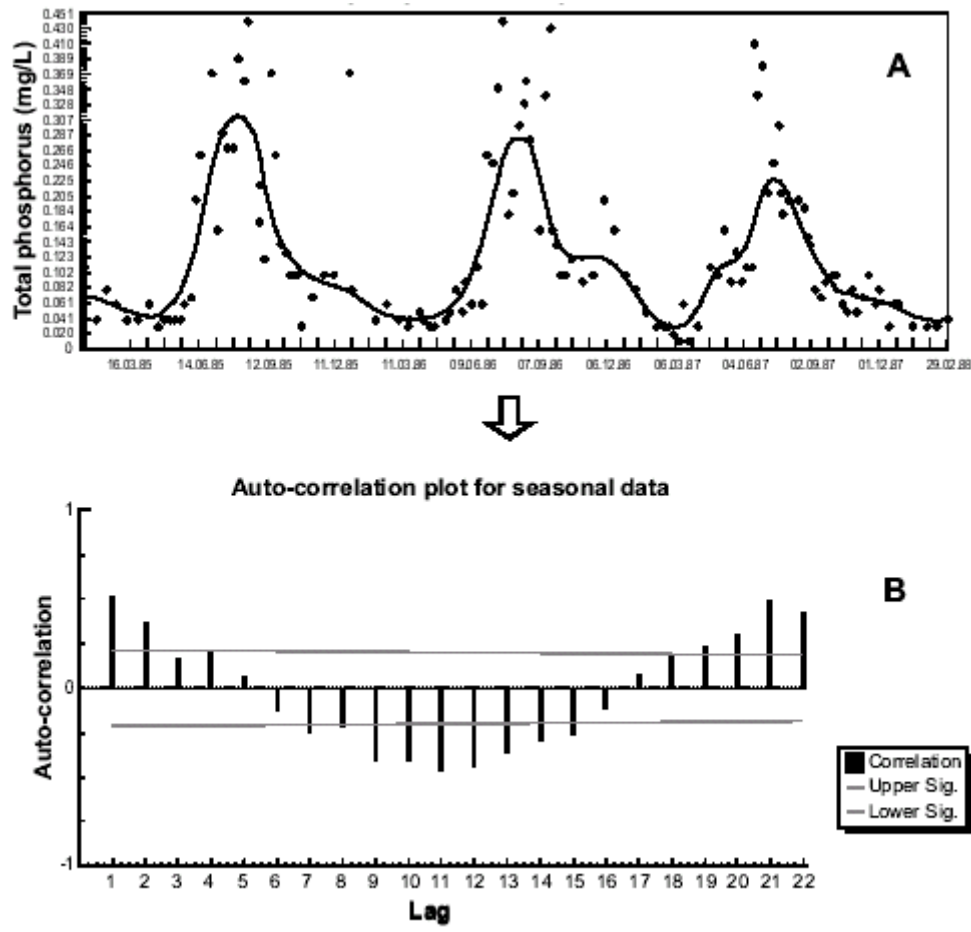 0.451
0.430
0.410
0.389
0.369
0.348
0.328
0.307
0.287
0.266
0.246
0.225
0.205
0.184
0.164
0.143
0.123
0.102
0.082
0.061
0.041
0.020
0
Total phosphorus (mg/L)
A
16.03.85 14.06.85 12.09.85 11.12.85 11.03.86 09.06.86 07.09.86 06.12.86 06.03.87 04.06.87 02.09.87 01.12.87 29.02.88
Auto-correlation plot for seasonal data
1
0
-1
Auto-correlation
B
Correlation
Upper Sig.
Lower Sig.
1 2 3 4 5 6 7 8 9 10 11 12 13 14 15 16 17 18 19 20 21 22
Lag